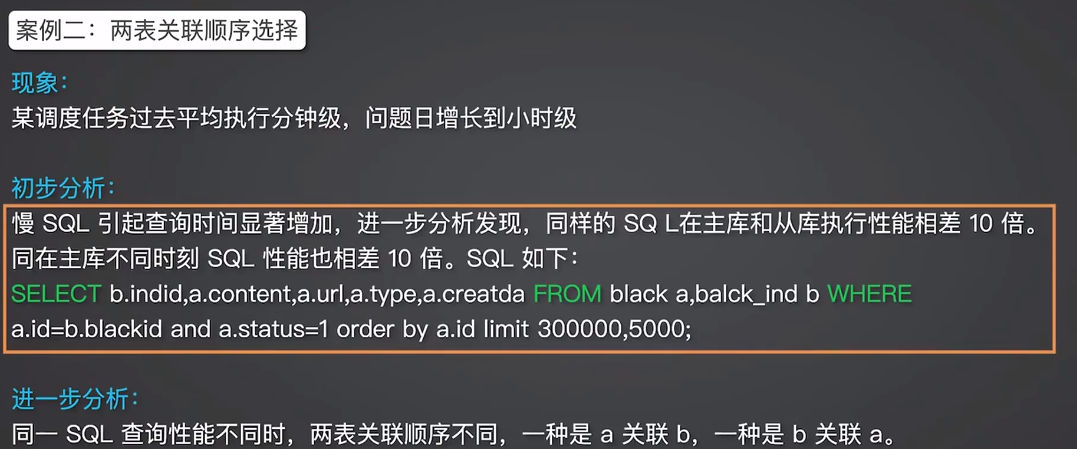 案例二：两表关联顺序选择
现象：
某调度任务过去平均执行分钟级，问题日增长到小时级
初步分析：
慢 SQL 引起查询时间显著增加，进一步分析发现，同样的 SQ L在主库和从库执行性能相差 10 倍。
同在主库不同时刻 SQL 性能也相差 10 倍。SQL 如下：
SELECT b.indid,a.content,a.url,a.type,a.creatda FROM black a,balck_ind b WHERE
a.id=b.blackid and a.status=1 order by a.id limit 300000,5000;
进一步分析：
同一 SQL 查询性能不同时，两表关联顺序不同，一种是 a 关联 b，一种是 b 关联 a。